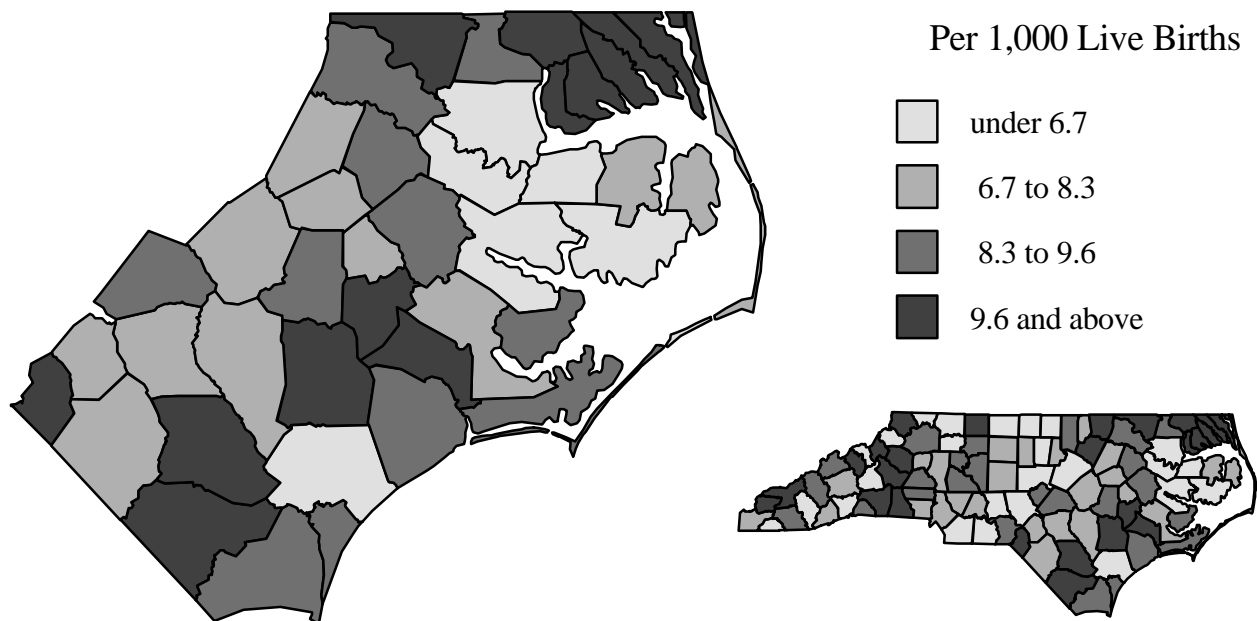 Per 1,000 Live Births
under 6.7
6.7 to 8.3
8.3 to 9.6
9.6 and above